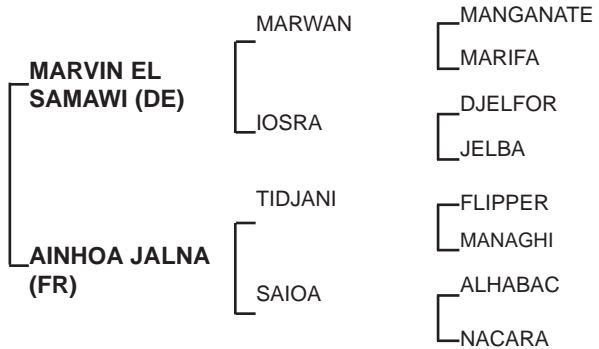 MARVIN EL
SAMAWI (DE)
AINHOA JALNA
(FR)
MARWAN
IOSRA
TIDJANI
SAIOA
MANGANATE
MARIFA
DJELFOR
JELBA
FLIPPER
MANAGHI
ALHABAC
NACARA